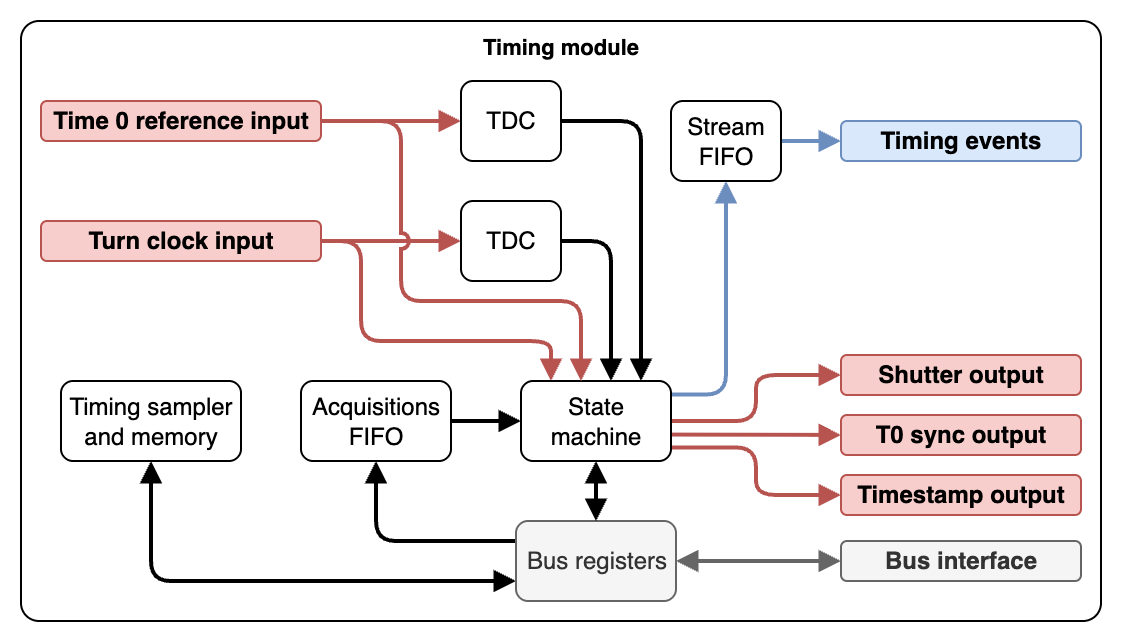 Timing module
Time 0 reference input
TDC
Stream
FIFO
Timing events
Turn clock input
TDC
Timing sampler
and memory
Acquisitions
FIFO
State
machine
Shutter output
T0 sync output
Timestamp output
Bus registers
Bus interface